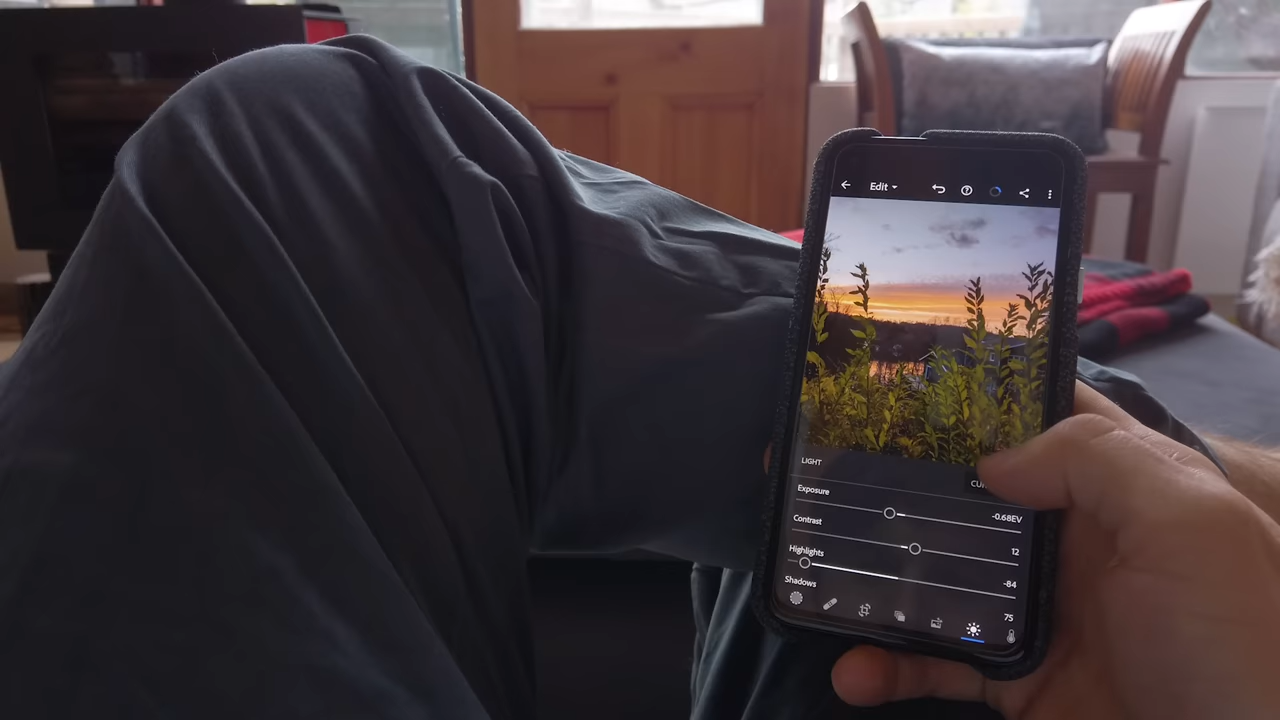 Edit
LIGHT
Exposure
-0.68EV
Contrast
12
Highlights
-84
Shadows
75